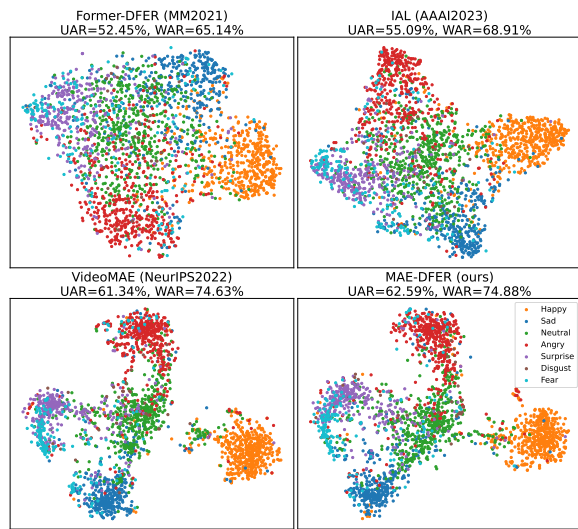 Former-DFER (MM2021)
UAR=52.45%, WAR=65.14%
IAL (AAAI2023)
UAR=55.09%, WAR=68.91%
VideoMAE (NeurIPS2022)
UAR=61.34%, WAR=74.63%
MAE-DFER (ours)
UAR=62.59%, WAR=74.88%
Happy
Sad
Neutral
Angry
Surprise
Disgust
Fear